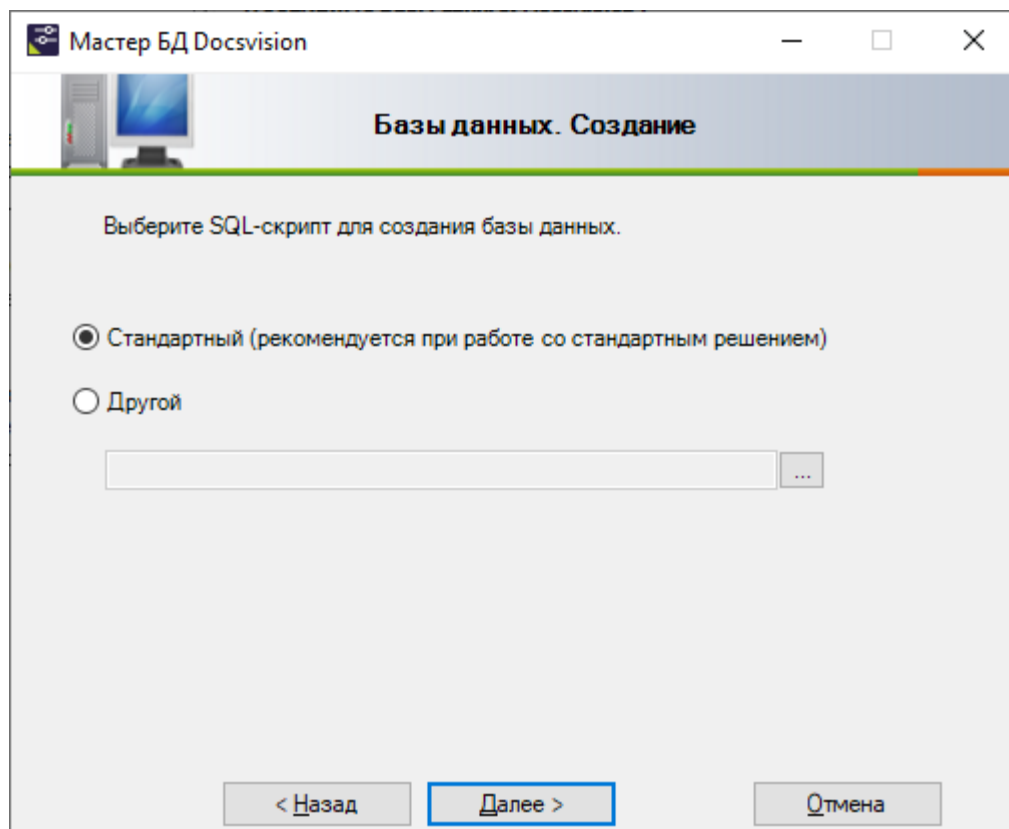 Мастер БД Docsvision
Базы данных. Создание
Выберите SQL-скрипт для создания базы данных.
Стандартный (рекомендуется при работе со стандартным решением)
Другой
...
< Назад
Далее >
Отмена